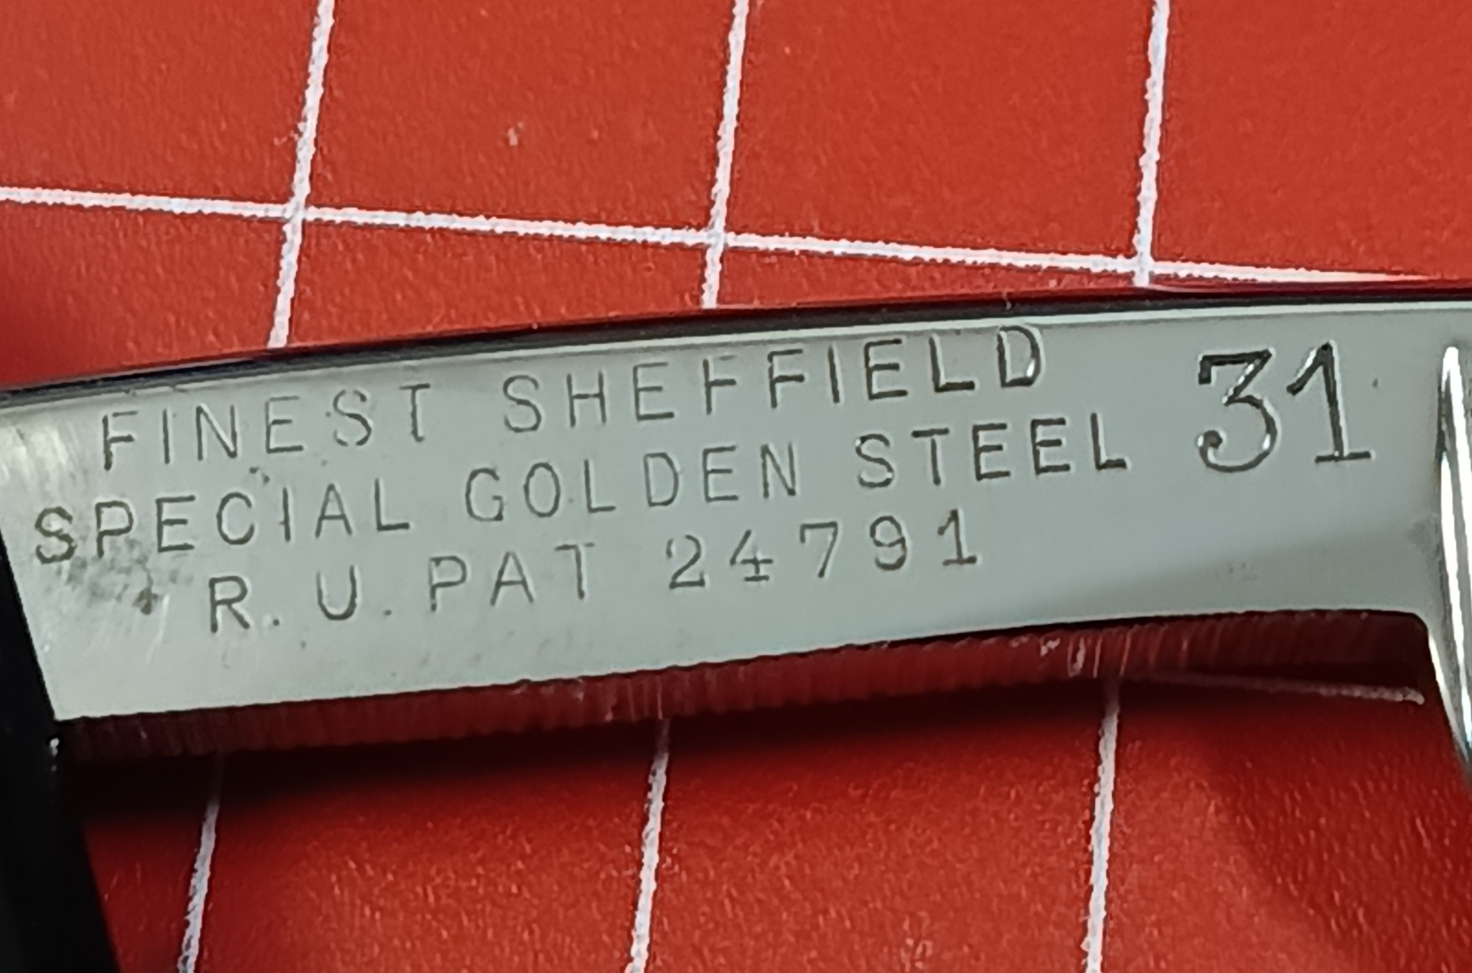 FINEST SHEFFIELD
SPECIAL GOLDEN STEEL 31
R. U. PAT 24791